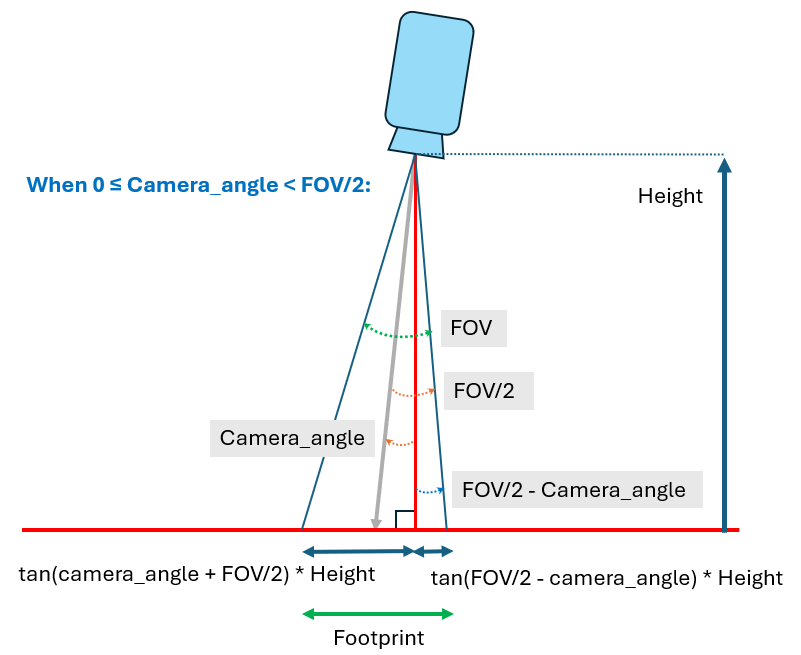 When 0 ≤ Camera_angle < FOV/2:
Height
FOV
FOV/2
Camera_angle
FOV/2 - Camera_angle
tan(camera_angle + FOV/2) * Height
tan(FOV/2 - camera_angle) * Height
Footprint